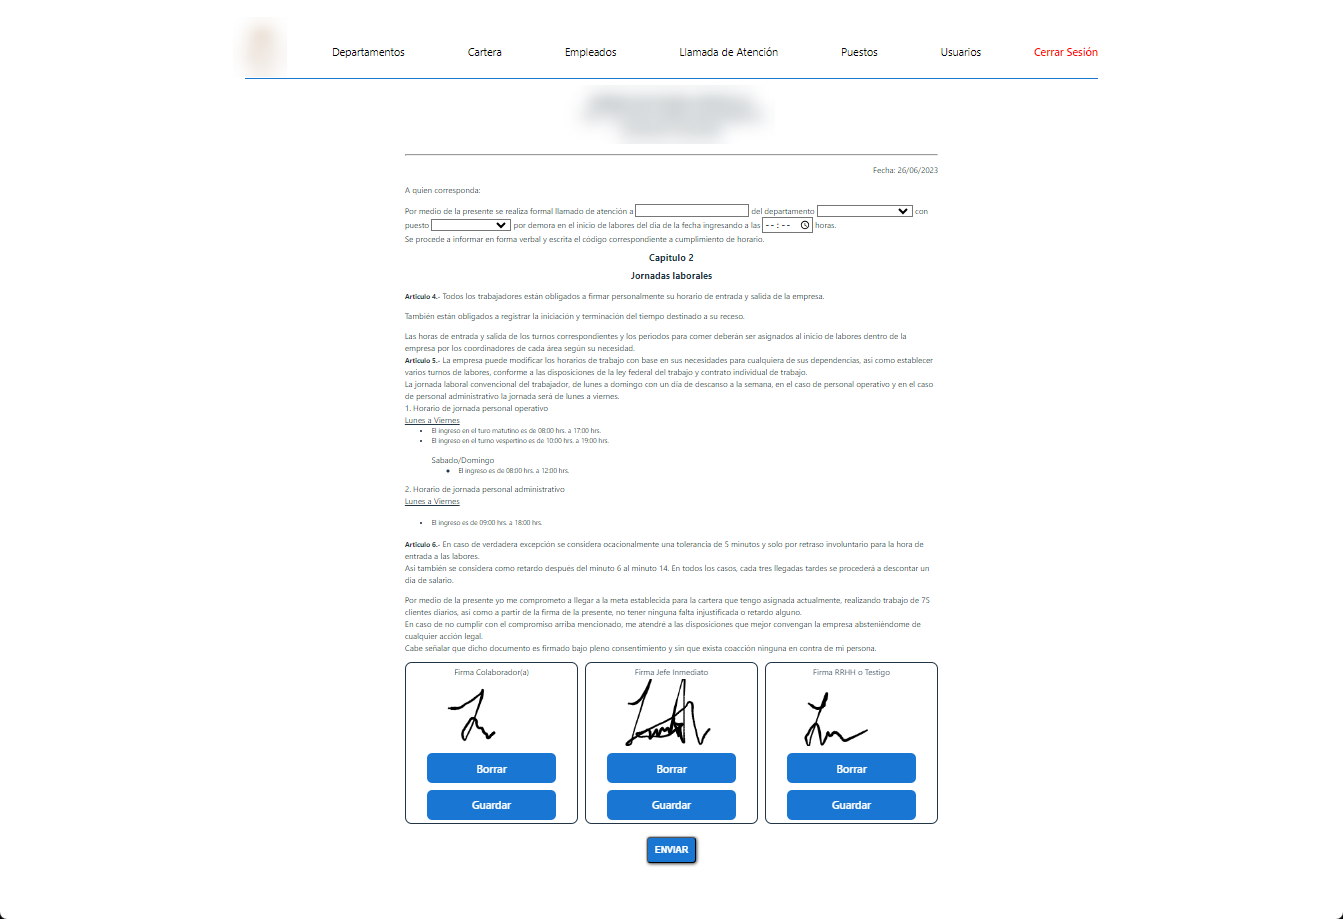 Departamentos Cartera Empleados Llamada de Atención Puestos Usuarios Cerrar Sesión
Fecha: 26/06/2023
A quien corresponda:
Por medio de la presente se realiza formal llamado de atención a del departamento con
puesto por demora en el inicio de labores del día de la fecha ingresando a las --:-- horas.
Se procede a informar en forma verbal y escrita el código correspondiente a cumplimiento de horario.
Capitulo 2
Jornadas laborales
Articulo 4.- Todos los trabajadores están obligados a firmar personalmente su horario de entrada y salida de la empresa.
También están obligados a registrar la iniciación y terminación del tiempo destinado a su receso.
Las horas de entrada y salida de los turnos correspondientes y los periodos para comer deberán ser asignados al inicio de labores dentro de la
empresa por los coordinadores de cada área según su necesidad.
Articulo 5.- La empresa puede modificar los horarios de trabajo con base en sus necesidades para cualquiera de sus dependencias, asi como establecer
varios turnos de labores, conforme a las disposiciones de la ley federal del trabajo y contrato individual de trabajo.
La jornada laboral convencional del trabajador, de lunes a domingo con un día de descanso a la semana, en el caso de personal operativo y en el caso
de personal administrativo la jornada será de lunes a viernes.
1. Horario de jornada personal operativo
Lunes a Viernes
• El ingreso en el turo matutino es de 08:00 hrs. a 17:00 hrs.
• El ingreso en el turno vespertino es de 10:00 hrs. a 19:00 hrs.
Sabado/Domingo
• El ingreso es de 08:00 hrs. a 12:00 hrs.
2. Horario de jornada personal administrativo
Lunes a Viernes
• El ingreso es de 09:00 hrs. a 18:00 hrs.
Articulo 6.- En caso de verdadera excepción se considera ocacionalmente una tolerancia de 5 minutos y solo por retraso involuntario para la hora de
entrada a las labores.
Asi también se considera como retardo después del minuto 6 al minuto 14. En todos los casos, cada tres llegadas tardes se procederá a descontar un
día de salario.
Por medio de la presente yo me comprometo a llegar a la meta establecida para la cartera que tengo asignada actualmente, realizando trabajo de 75
clientes diarios, asi como a partir de la firma de la presente, no tener ninguna falta injustificada o retardo alguno.
En caso de no cumplir con el compromiso arriba mencionado, me atendré a las disposiciones que mejor convengan la empresa absteniéndome de
cualquier acción legal.
Cabe señalar que dicho documento es firmado bajo pleno consentimiento y sin que exista coacción ninguna en contra de mi persona.
Firma Colaborador(a) Firma Jefe Inmediato Firma RRHH o Testigo
Borrar Borrar Borrar
Guardar Guardar Guardar
ENVIAR